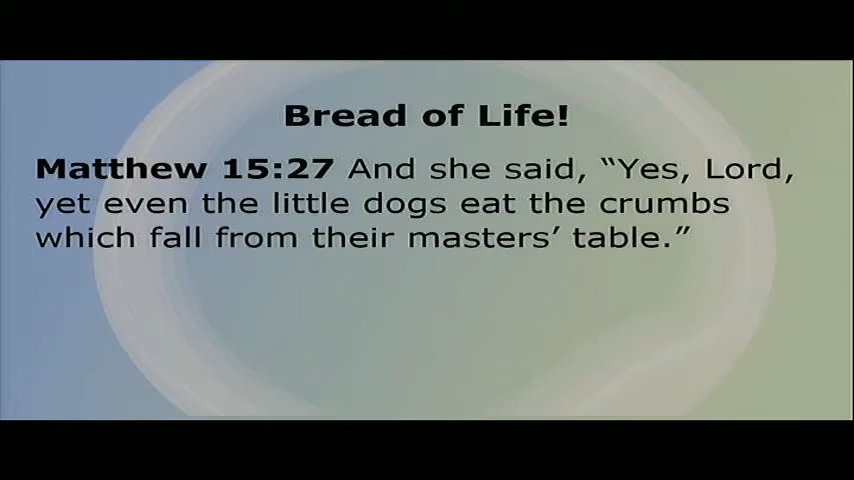 Bread of Life!
Matthew 15:27 And she said, “Yes, Lord,
yet even the little dogs eat the crumbs
which fall from their masters’ table.”